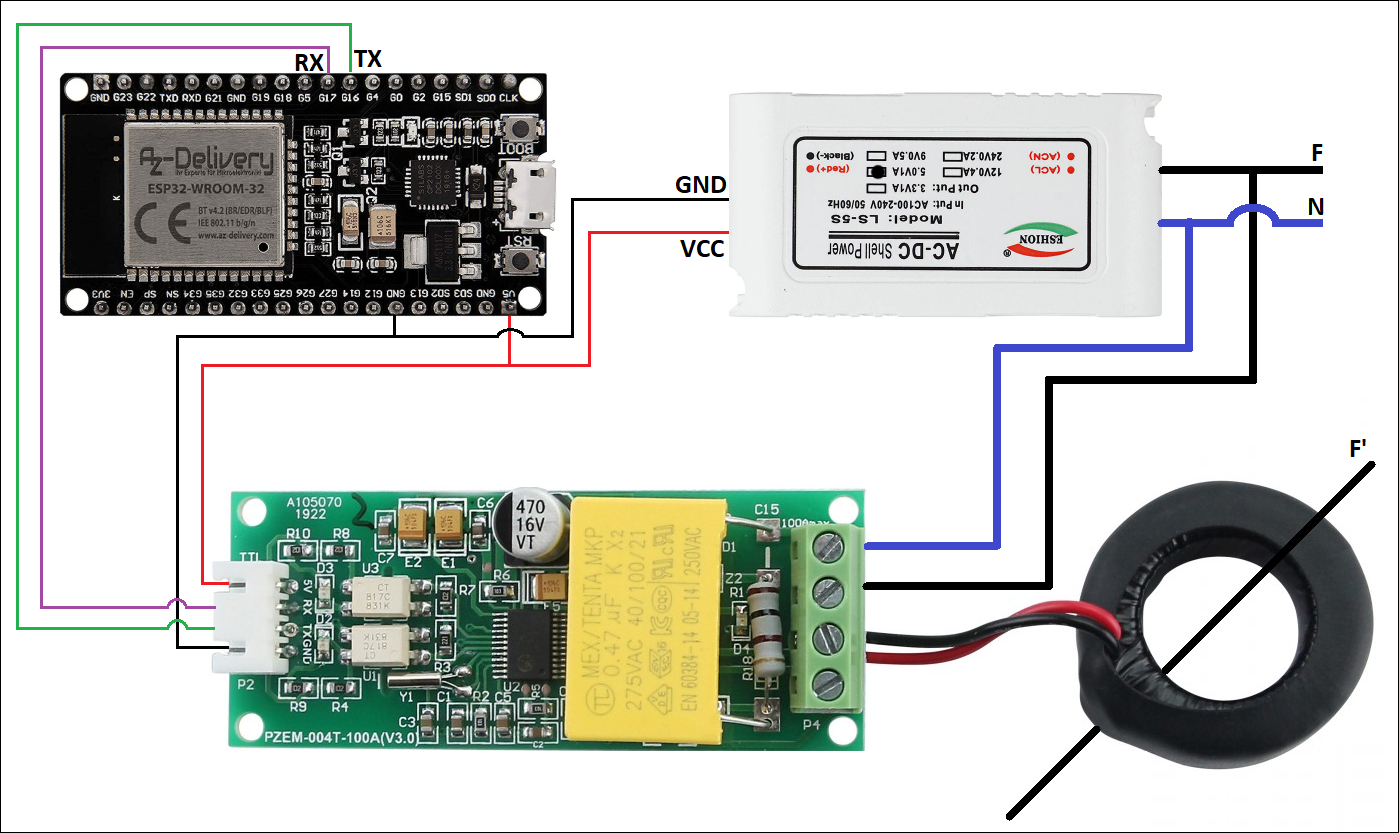 RX TX
GND G23 G22 TXD RXD G21 GND G19 G18 G5 G17 G16 G4 G0 G2 G15 SD1 SD0 CLK
BOOT
Q1
Az-Delivery
Ihr Experte für Mikroelektronik!
ESP32-WROOM-32
BT v4.2 (BR/EDR/BLF)
IEE 802.11 b/g/n
www.az-delivery.com
CE
K
Q2
RST
3V3 EN SP SN G34 G35 G32 G33 G25 G26 G27 G14 G12 GND G13 SD2 SD3 GND V5
GND
VCC
AC-DC Shell Power
Model: LS-5S
In Put: AC100-240V 50/60Hz
Out Put: 3.3V1A
(Red+) 5.0V1A 12V0.4A (ACL)
(Black-) 9V0.5A 24V0.2A (ACN)
ESHION
®
F
N
F'
A105070
1922
R10 R8
C7 E2 E1 C6
470
16V
VT
C15
100Amax
D1
TTL
5V RX TX GND
P2
D3
D2
U3
CT
817C
831K
R7
R6
831K
817C
CT
U1
R3
Y1
R9 R4
C3 C1 R2 C5
U2
R5
C2
MEX/TENTA MKP
0.47 µF K X2
275VAC 40/100/21
EN 60384-14 05-14 250VAC
Z2
R1
D4
R18
P4
PZEM-004T-100A(V3.0)